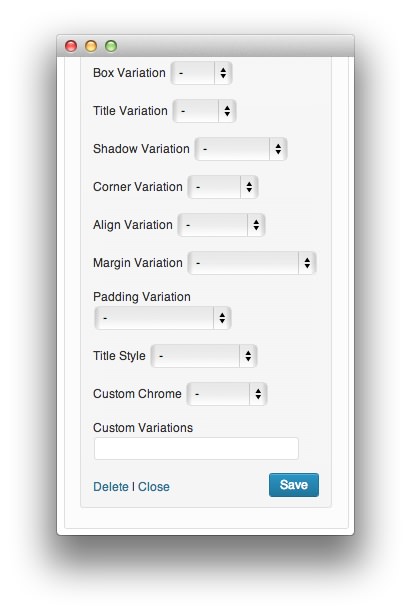 Box Variation -
Title Variation -
Shadow Variation -
Corner Variation -
Align Variation -
Margin Variation -
Padding Variation
-
Title Style -
Custom Chrome -
Custom Variations
Delete | Close Save